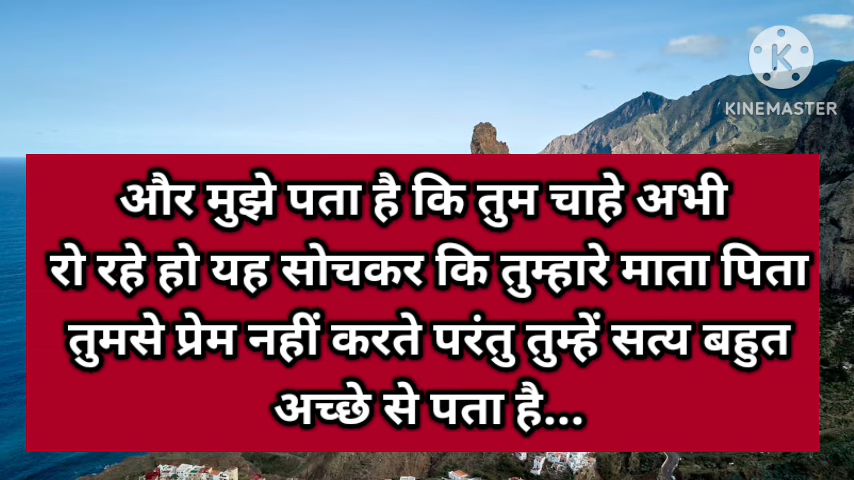 KINEMASTER
और मुझे पता है कि तुम चाहे अभी
रो रहे हो यह सोचकर कि तुम्हारे माता पिता
तुमसे प्रेम नहीं करते परंतु तुम्हें सत्य बहुत
अच्छे से पता है...